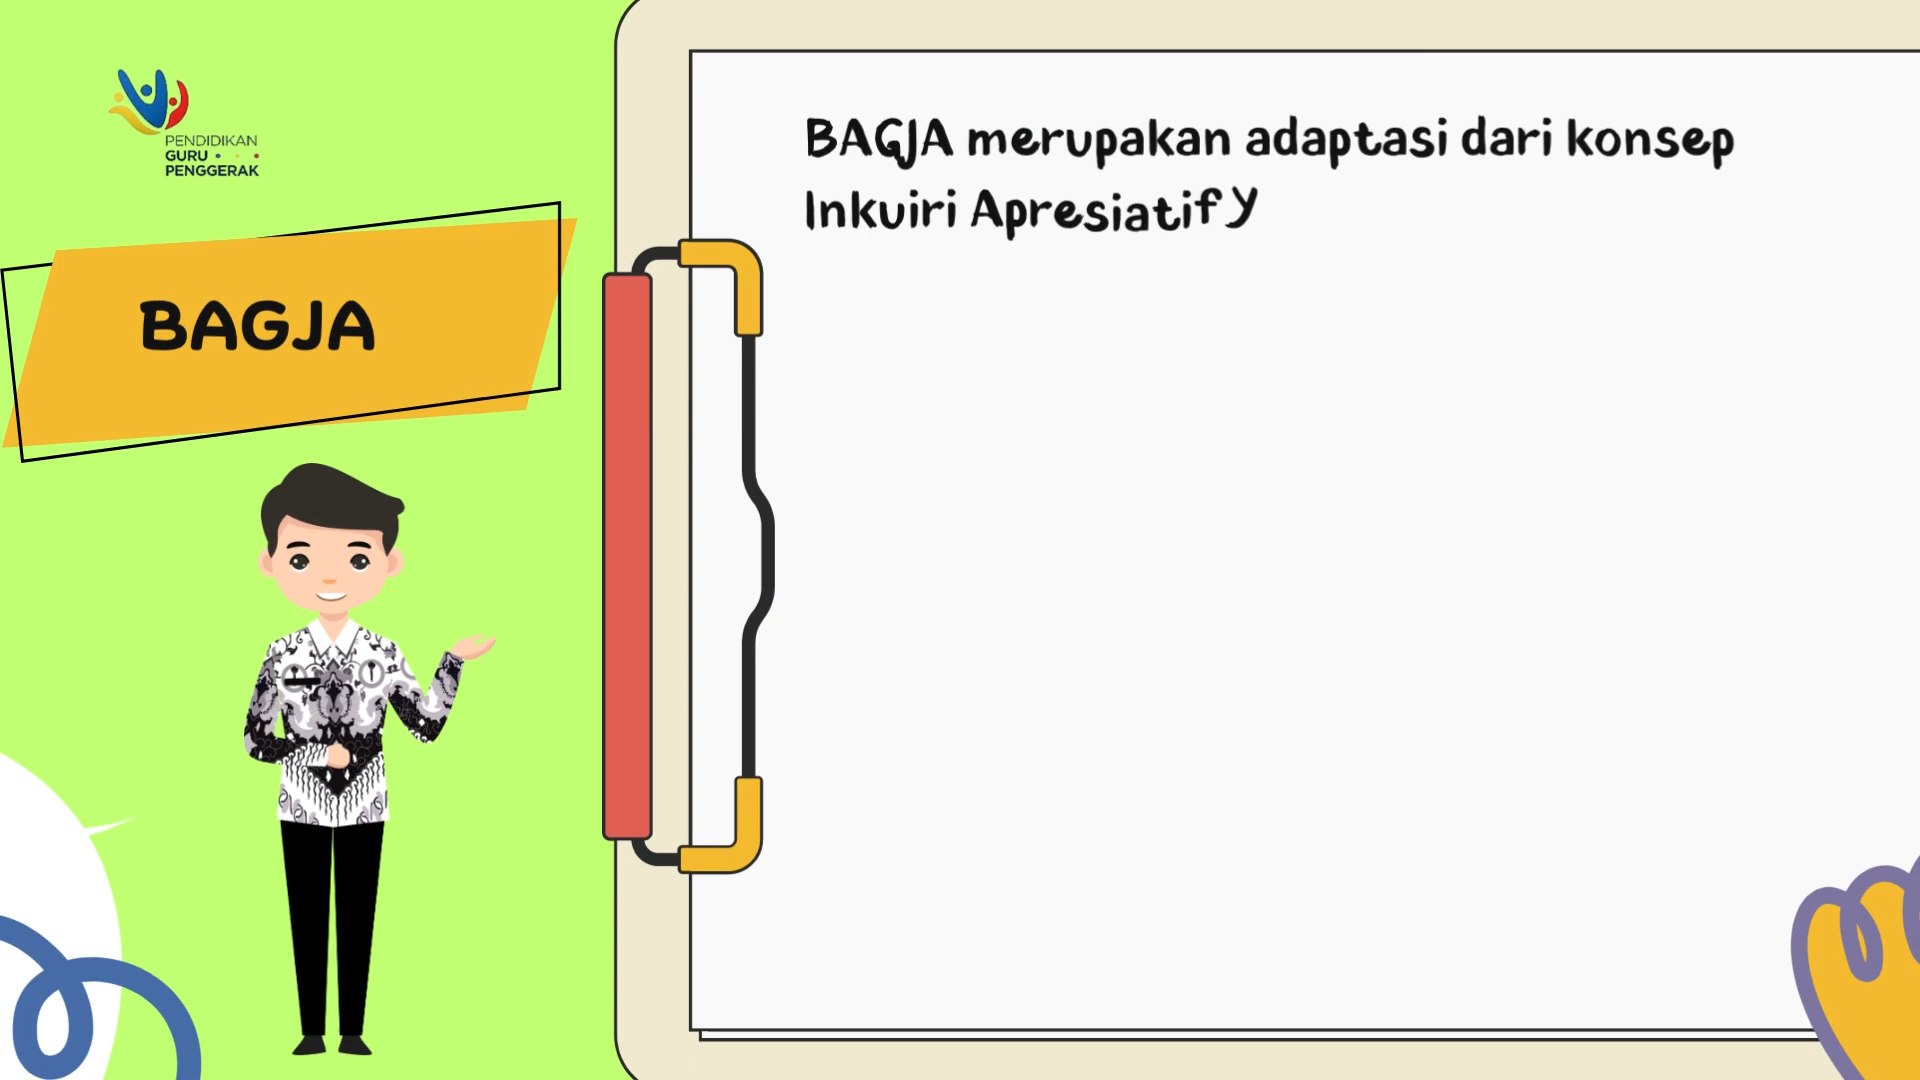 PENDIDIKAN
GURU
PENGGERAK
BAGJA
BAGJA merupakan adaptasi dari konsep
Inkuiri Apresiatif y